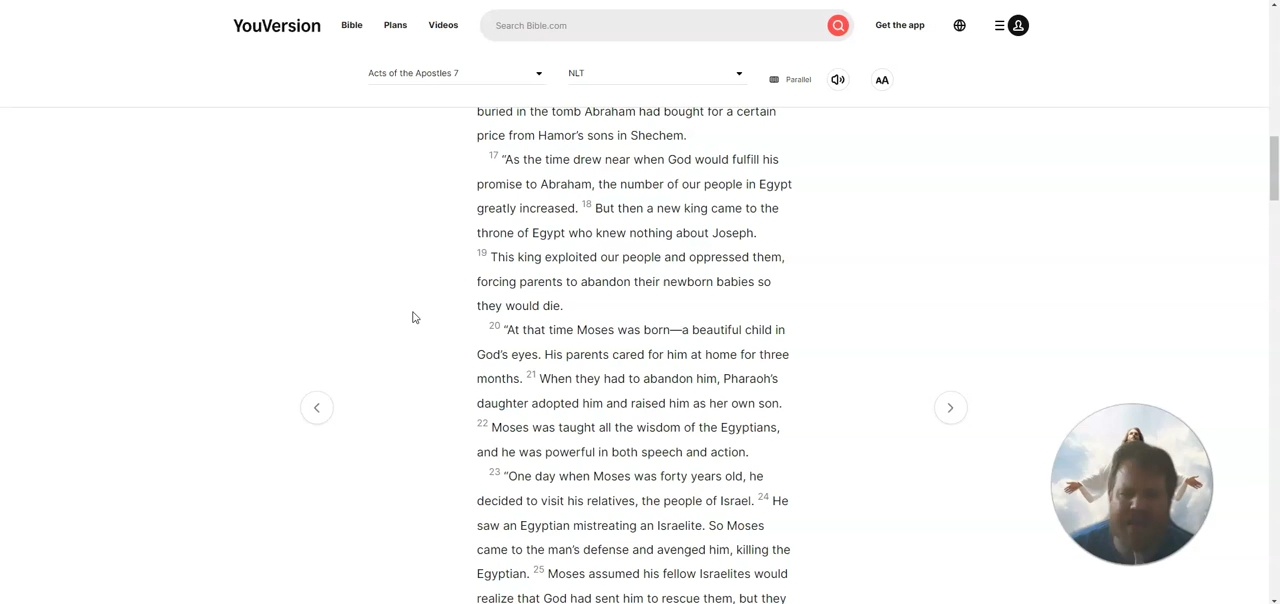 YouVersion Bible Plans Videos Search Bible.com Get the app
Acts of the Apostles 7 NLT Parallel AA
buried in the tomb Abraham had bought for a certain
price from Hamor’s sons in Shechem.
17 “As the time drew near when God would fulfill his
promise to Abraham, the number of our people in Egypt
greatly increased. 18 But then a new king came to the
throne of Egypt who knew nothing about Joseph.
19 This king exploited our people and oppressed them,
forcing parents to abandon their newborn babies so
they would die.
20 “At that time Moses was born—a beautiful child in
God’s eyes. His parents cared for him at home for three
months. 21 When they had to abandon him, Pharaoh’s
daughter adopted him and raised him as her own son.
22 Moses was taught all the wisdom of the Egyptians,
and he was powerful in both speech and action.
23 “One day when Moses was forty years old, he
decided to visit his relatives, the people of Israel. 24 He
saw an Egyptian mistreating an Israelite. So Moses
came to the man’s defense and avenged him, killing the
Egyptian. 25 Moses assumed his fellow Israelites would
realize that God had sent him to rescue them, but they